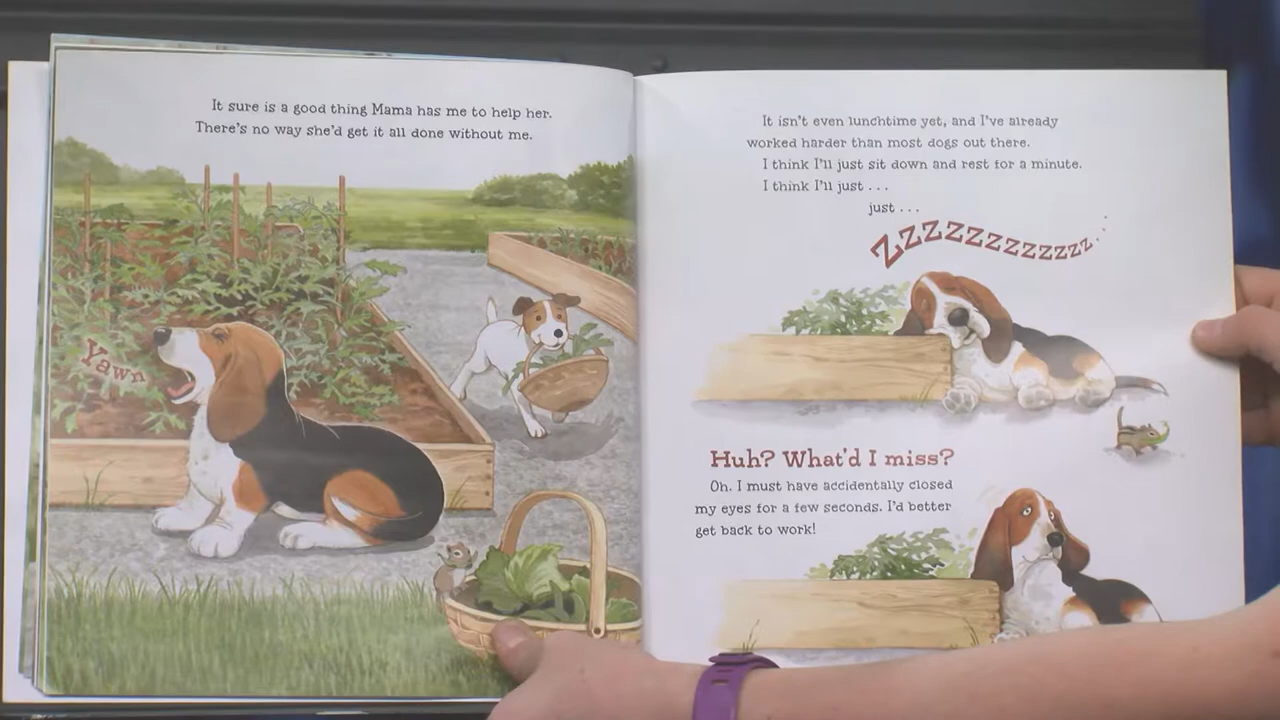 It sure is a good thing Mama has me to help her.
There's no way she'd get it all done without me.
Yawn
It isn't even lunchtime yet, and I've already
worked harder than most dogs out there.
I think I'll just sit down and rest for a minute.
I think I'll just . . .
just . . .
ZZZZZZZZZZZZZ. . .
Huh? What'd I miss?
Oh. I must have accidentally closed
my eyes for a few seconds. I'd better
get back to work!